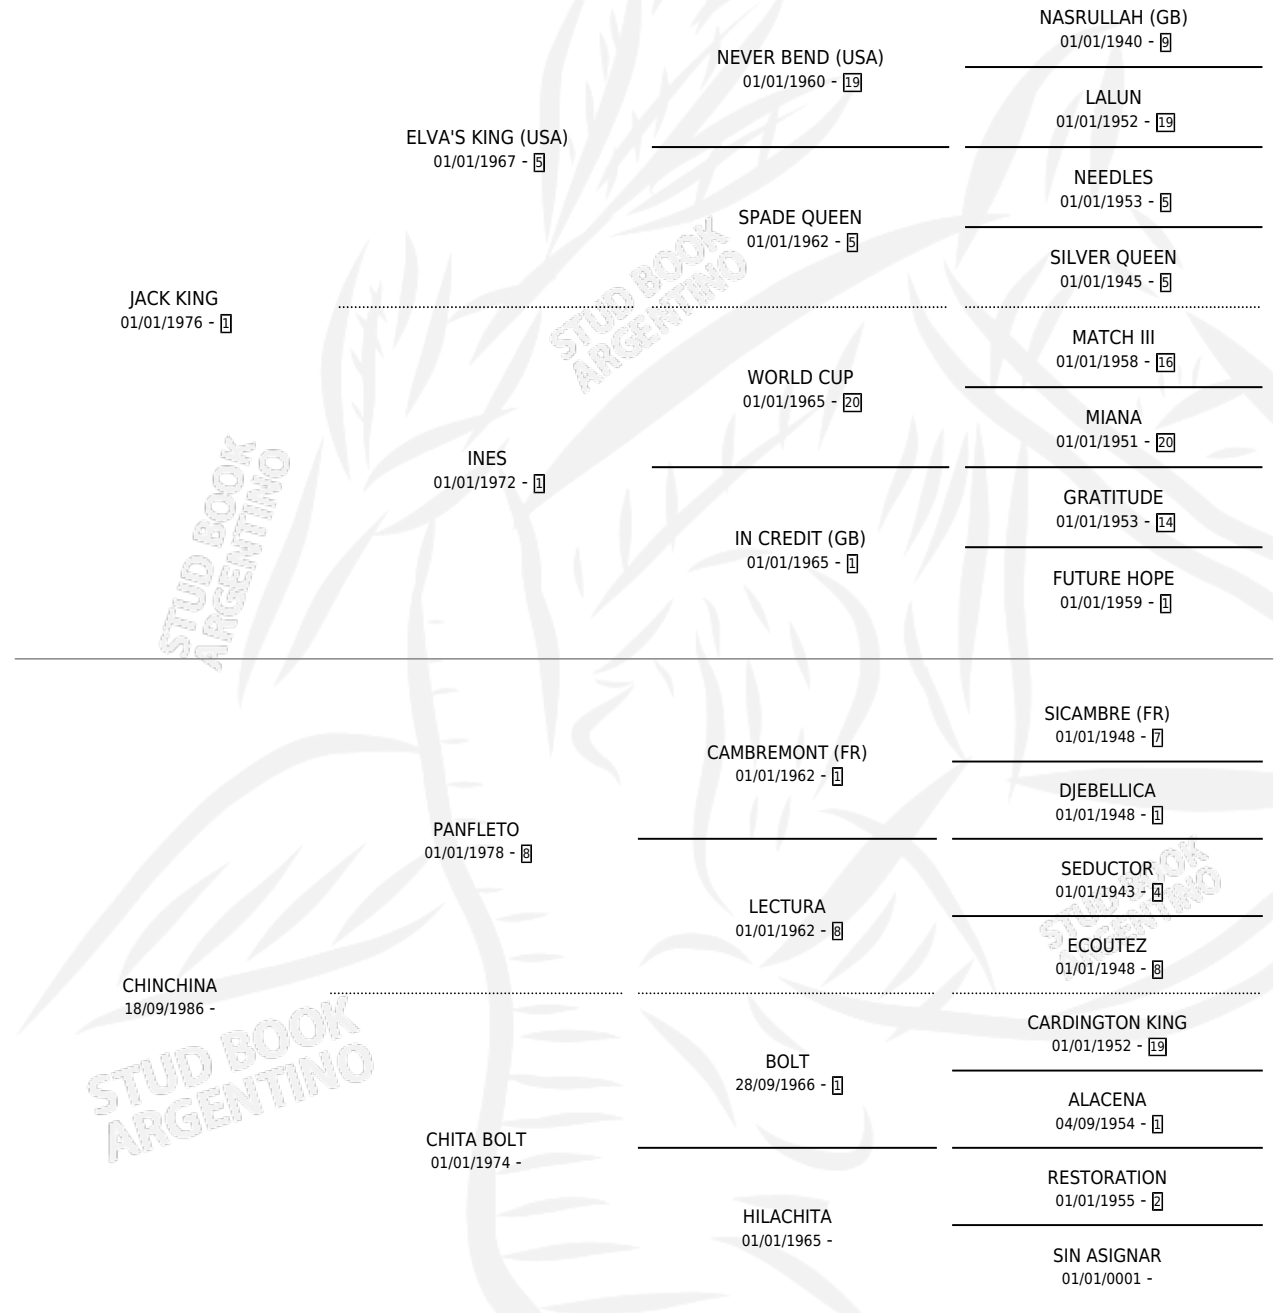 NASRULLAH (GB)
01/01/1940 - 9
NEVER BEND (USA)
01/01/1960 - 19
LALUN
01/01/1952 - 19
ELVA'S KING (USA)
01/01/1967 - 5
NEEDLES
01/01/1953 - 5
SPADE QUEEN
01/01/1962 - 5
SILVER QUEEN
01/01/1945 - 5
JACK KING
01/01/1976 - 1
MATCH III
01/01/1958 - 16
WORLD CUP
01/01/1965 - 20
MIANA
01/01/1951 - 20
INES
01/01/1972 - 1
GRATITUDE
01/01/1953 - 14
IN CREDIT (GB)
01/01/1965 - 1
FUTURE HOPE
01/01/1959 - 1
SICAMBRE (FR)
01/01/1948 - 7
CAMBREMONT (FR)
01/01/1962 - 1
DJEBELLICA
01/01/1948 - 1
PANFLETO
01/01/1978 - 8
SEDUCTOR
01/01/1943 - 4
LECTURA
01/01/1962 - 8
ECOUTEZ
01/01/1948 - 8
CHINCHINA
18/09/1986 -
CARDINGTON KING
01/01/1952 - 19
BOLT
28/09/1966 - 1
ALACENA
04/09/1954 - 1
CHITA BOLT
01/01/1974 -
RESTORATION
01/01/1955 - 2
HILACHITA
01/01/1965 -
SIN ASIGNAR
01/01/0001 -
STUD BOOK
ARGENTINO
STUD BOOK
ARGENTINO
STUD BOOK
ARGENTINO
STUD BOOK
ARGENTINO